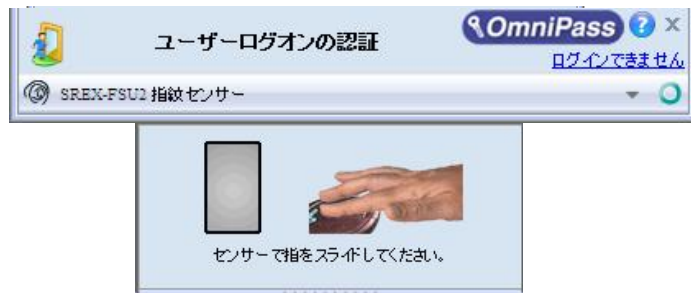 ユーザーログオンの認証
OmniPass
?
ログインできません
SREX-FSU2 指紋センサー
センサーで指をスライドしてください。